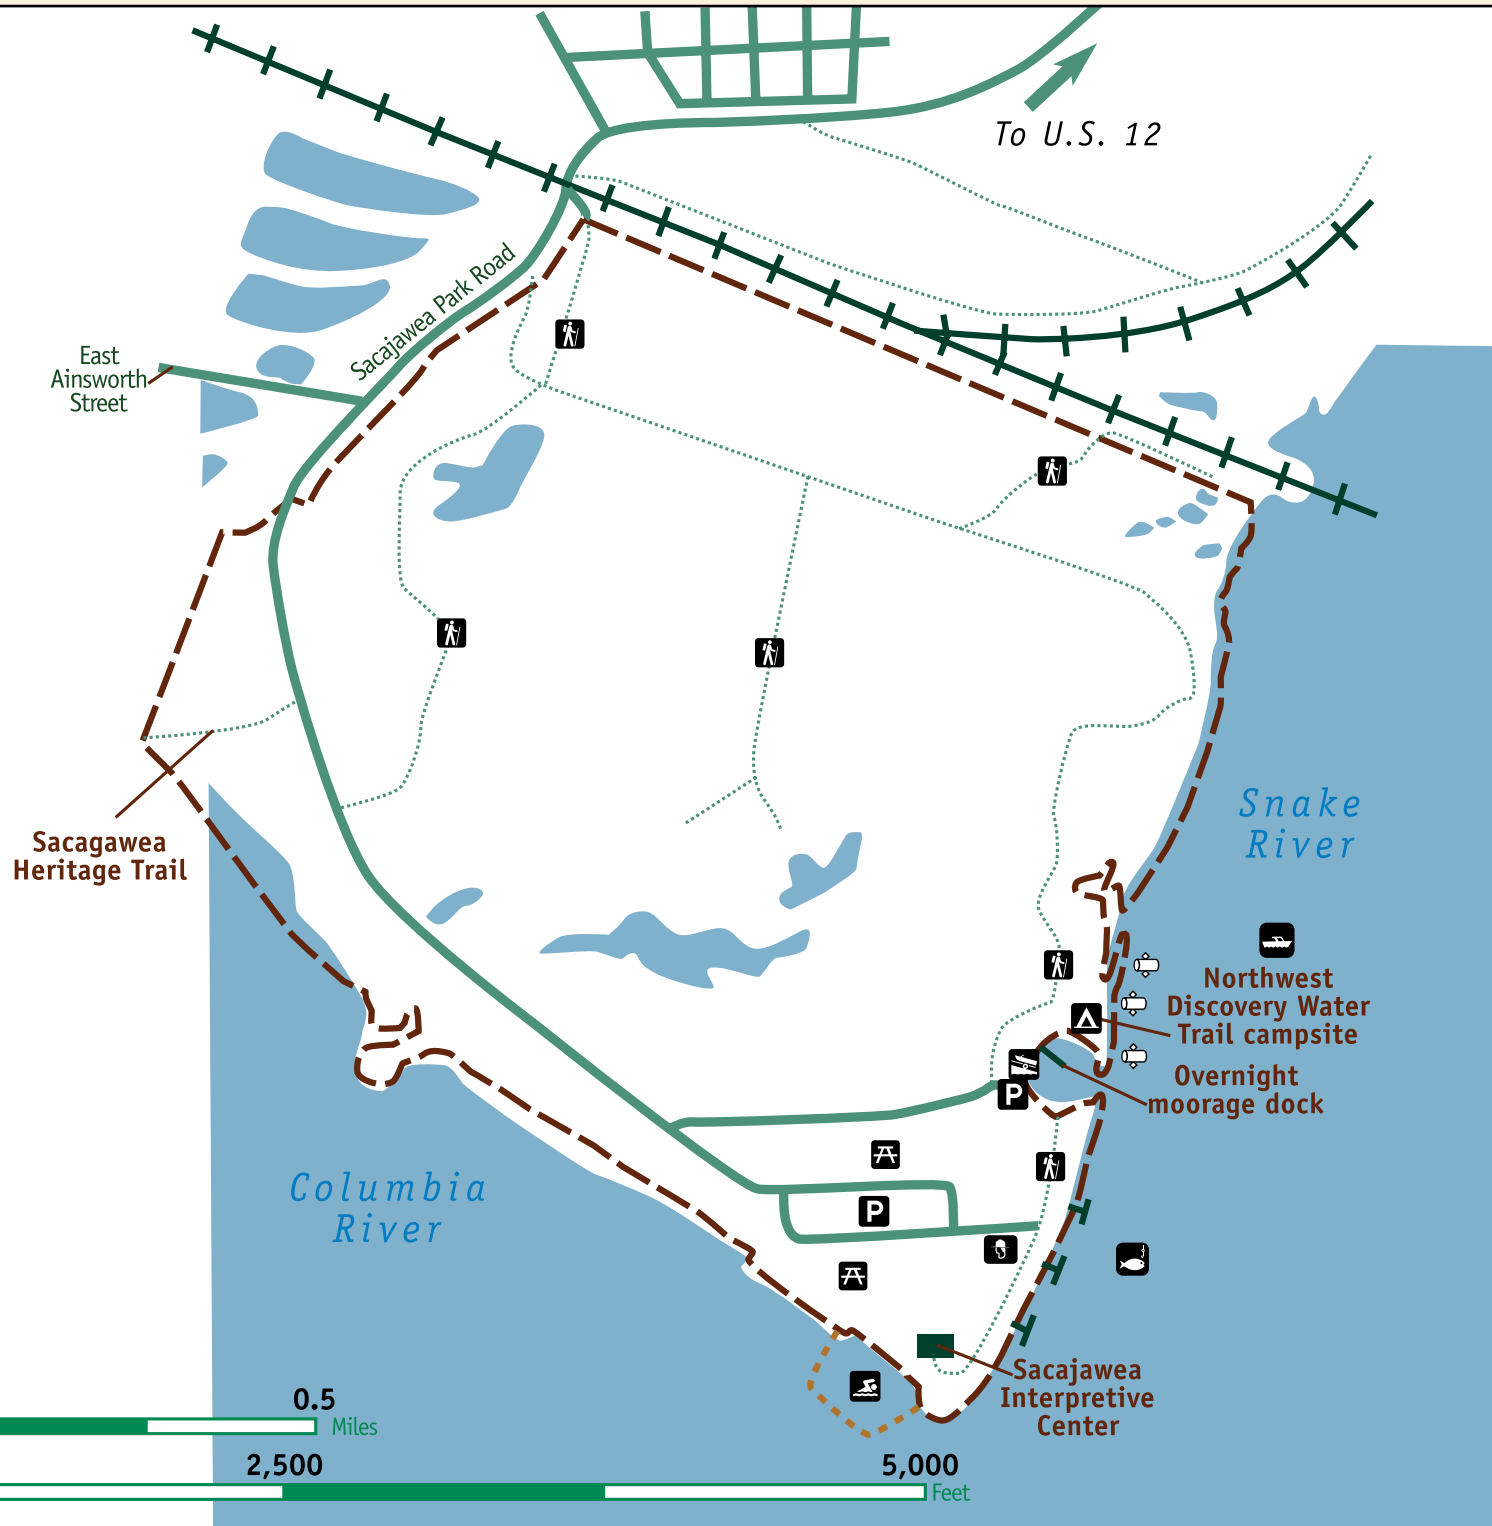 To U.S. 12
Sacajawea Park Road
East
Ainsworth
Street
Snake
River
Sacagawea
Heritage Trail
Northwest
Discovery Water
Trail campsite
Overnight
moorage dock
P
Columbia
River
P
Sacajawea
Interpretive
Center
0.5
Miles
2,500
5,000
Feet